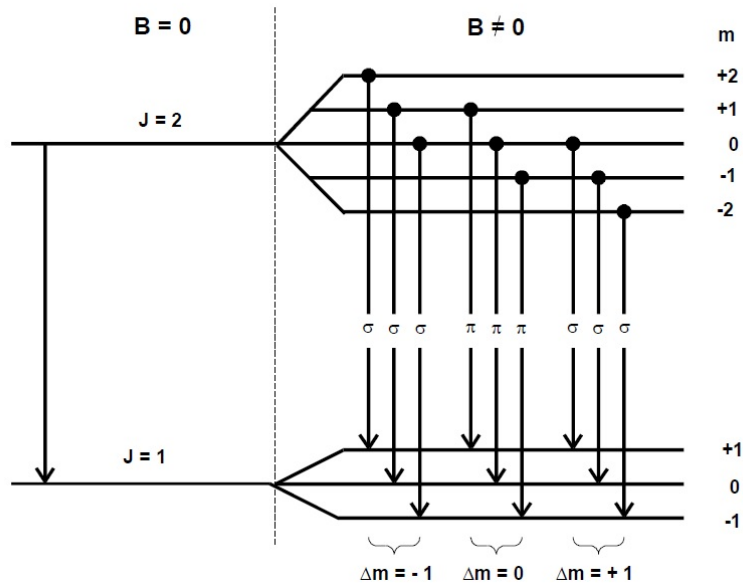 B = 0 B ≠ 0
m
+2
+1
J = 2 0
-1
-2
σ σ σ π π π σ σ σ
+1
J = 1
0
-1
Δm = - 1 Δm = 0 Δm = + 1